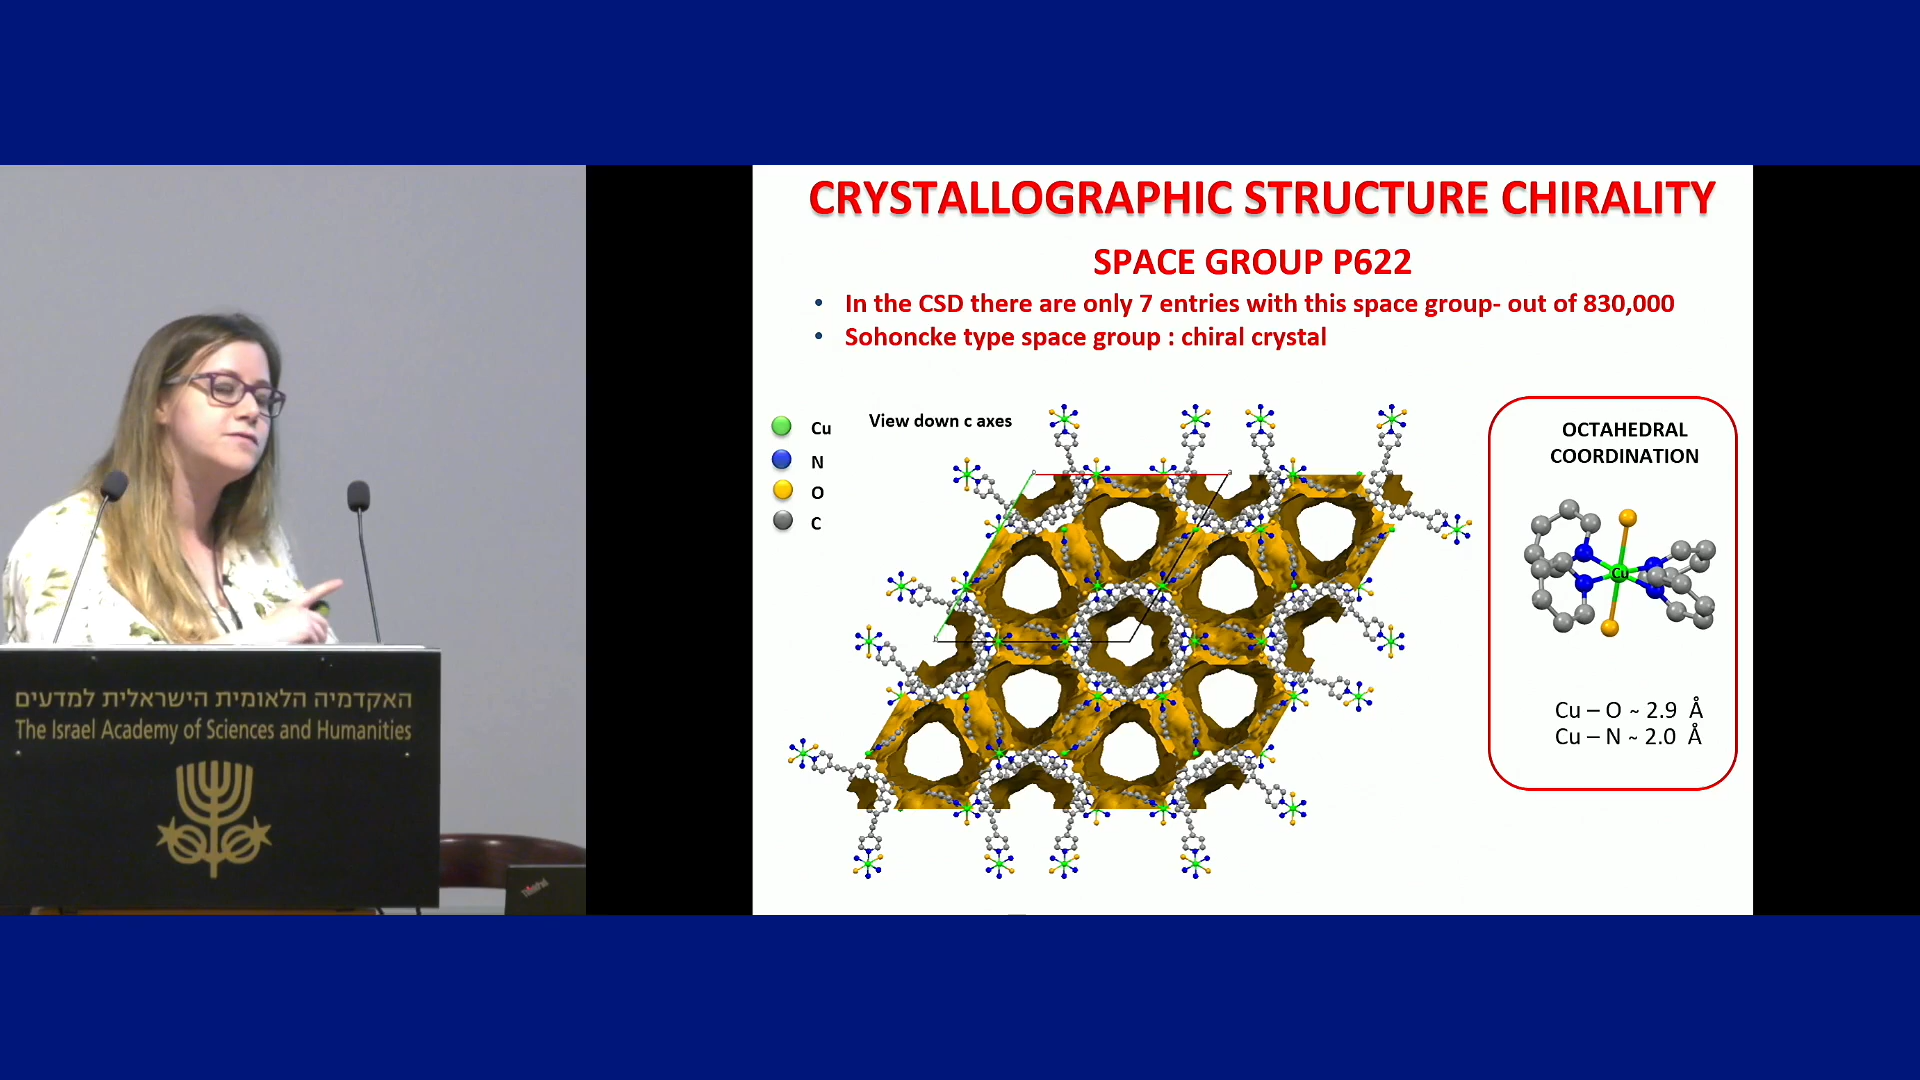 CRYSTALLOGRAPHIC STRUCTURE CHIRALITY
SPACE GROUP P622
• In the CSD there are only 7 entries with this space group- out of 830,000
• Sohoncke type space group : chiral crystal
Cu
N
O
C
View down c axes
OCTAHEDRAL
COORDINATION
Cu
Cu – O ~ 2.9 Å
Cu – N ~ 2.0 Å
האקדמיה הלאומית הישראלית למדעים
The Israel Academy of Sciences and Humanities
ThinkPad